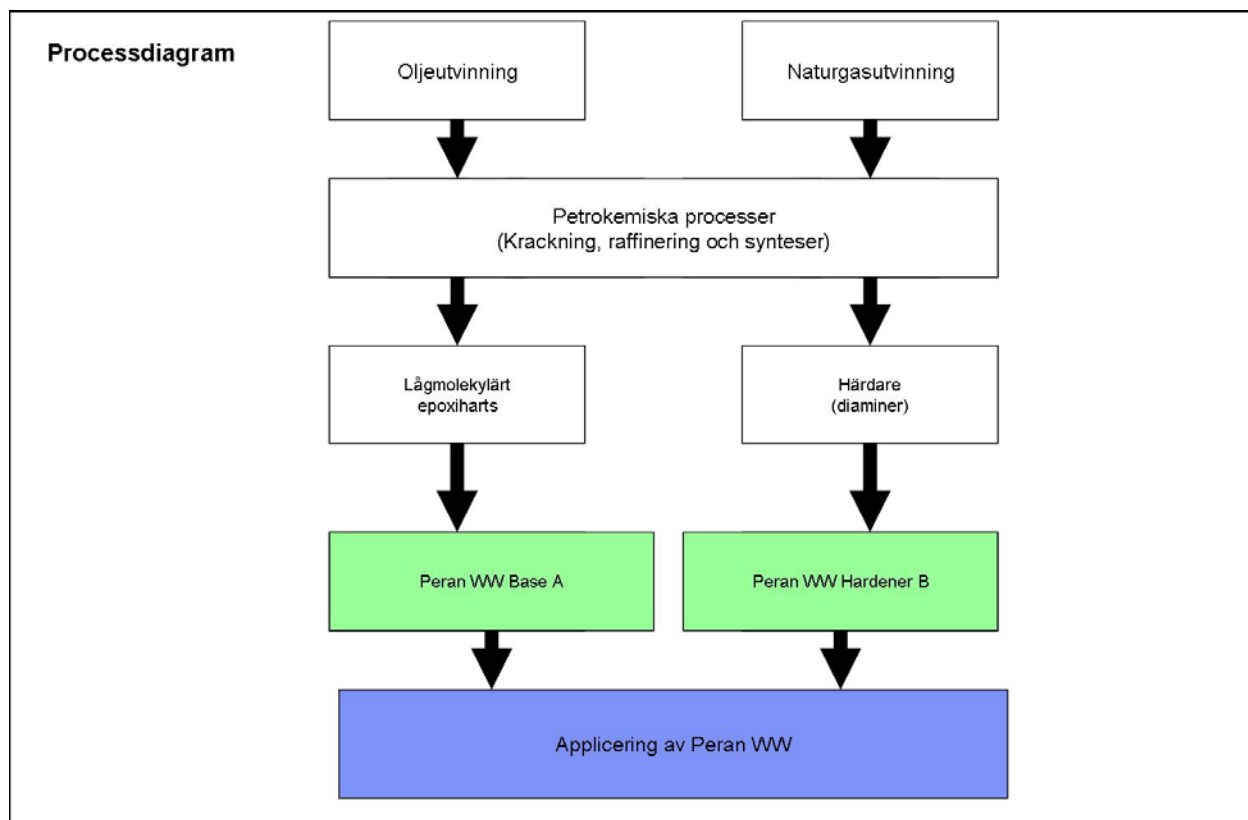 Processdiagram
Oljeutvinning
Naturgasutvinning
Petrokemiska processer
(Krackning, raffinering och synteser)
Lågmolekylärt
epoxiharts
Härdare
(diaminer)
Peran WW Base A
Peran WW Hardener B
Applicering av Peran WW